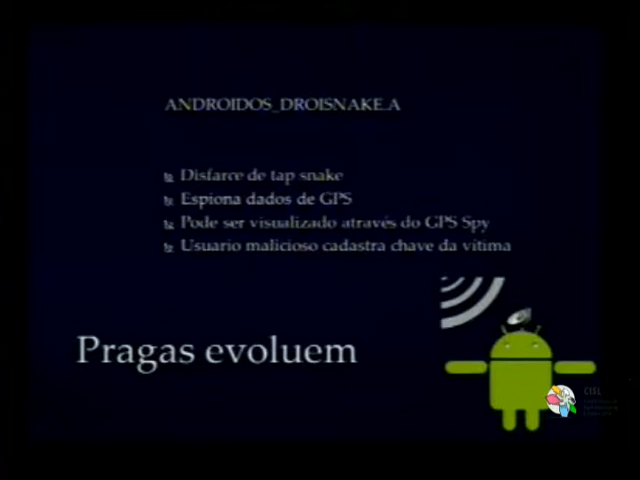 ANDROIDOS_DROISNAKE.A
Disfarce de tap snake
Espiona dados de GPS
Pode ser visualizado através do GPS Spy
Usuario malicioso cadastra chave da vítima
Pragas evoluem